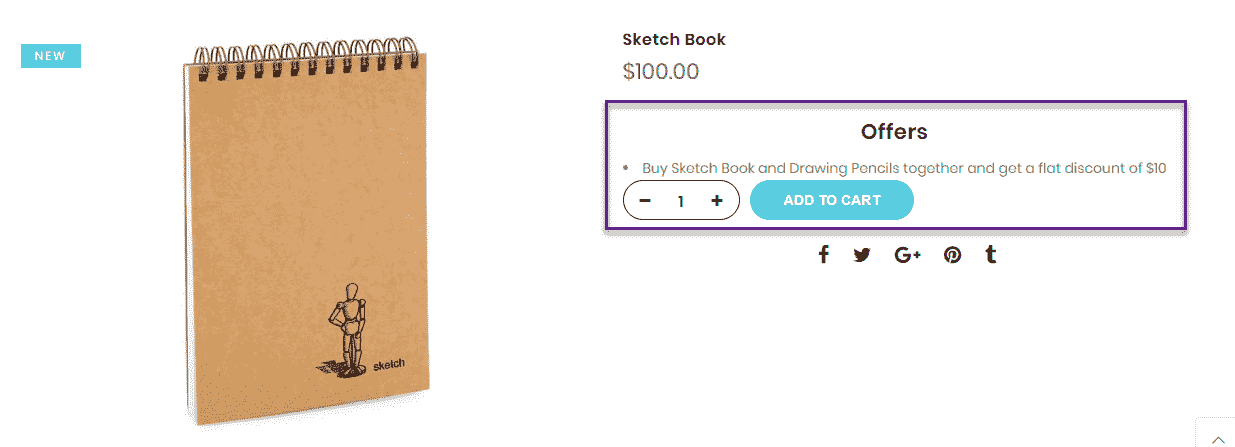 NEW
Sketch Book
$100.00
Offers
• Buy Sketch Book and Drawing Pencils together and get a flat discount of $10
− 1 + ADD TO CART
sketch